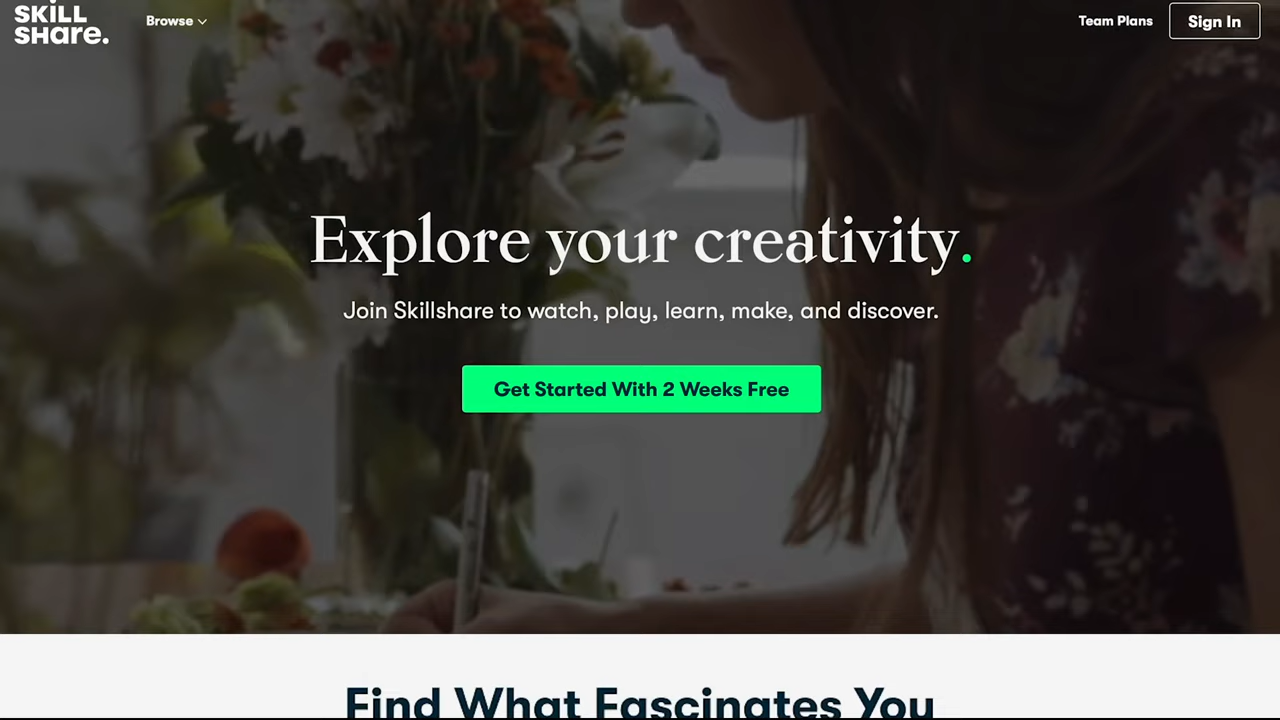 SKiLL
SHare.
Browse
Team Plans
Sign In
Explore your creativity.
Join Skillshare to watch, play, learn, make, and discover.
Get Started With 2 Weeks Free
Find What Fascinates You